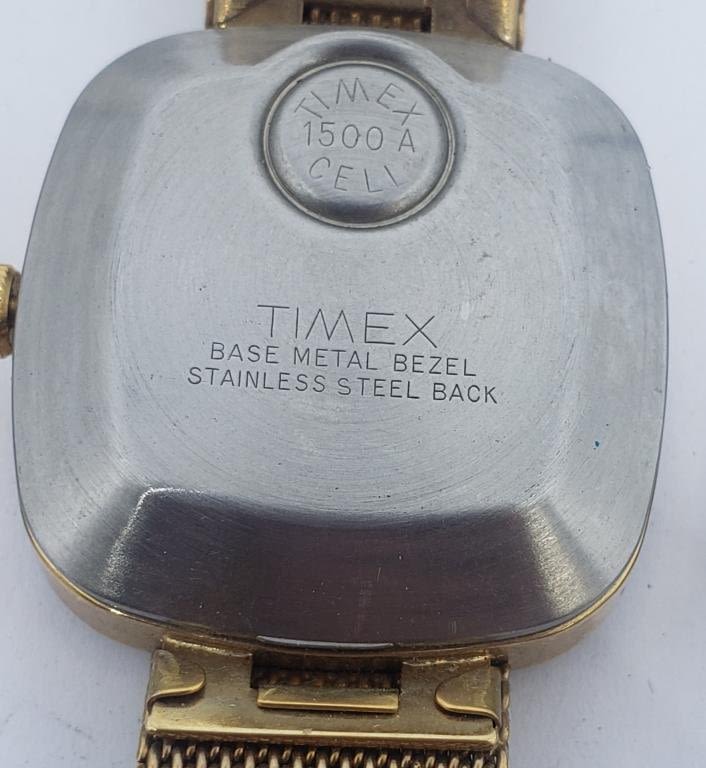 TIMEX
1500 A
CELL
TIMEX
BASE METAL BEZEL
STAINLESS STEEL BACK